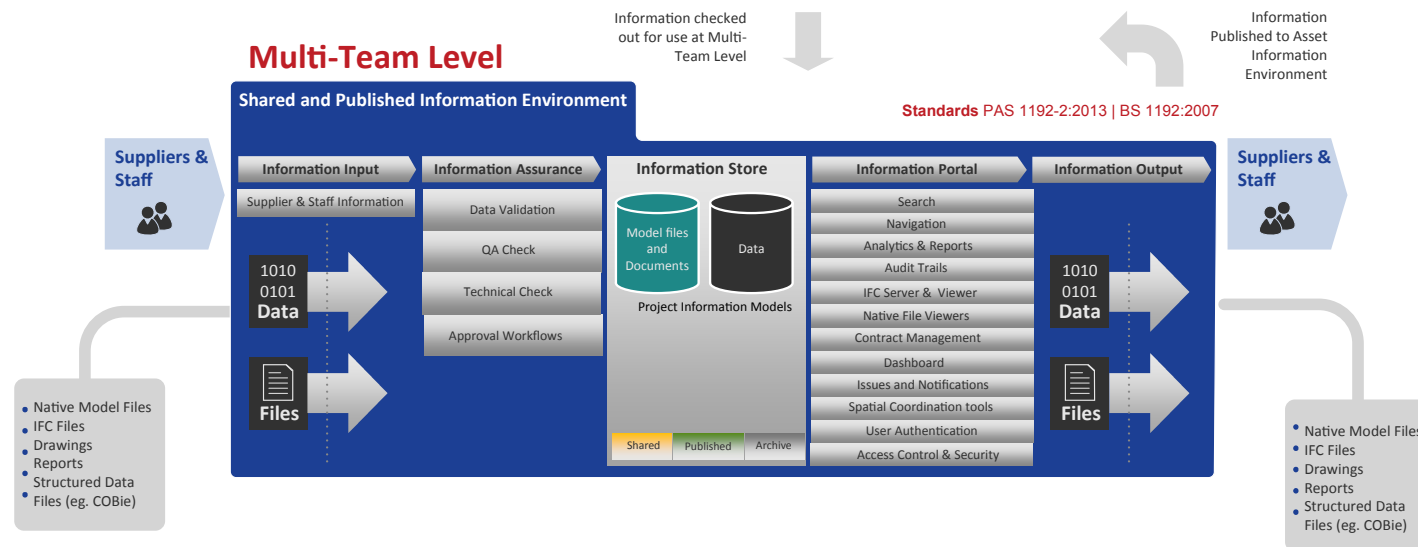 Information checked
out for use at Multi-
Team Level
Information
Published to Asset
Information
Environment
Multi-Team Level
Shared and Published Information Environment
Standards PAS 1192-2:2013 | BS 1192:2007
Suppliers &
Staff
Information Input
Supplier & Staff Information
1010
0101
Data
Files
Information Assurance
Data Validation
QA Check
Technical Check
Approval Workflows
Information Store
Model files
and
Documents
Data
Project Information Models
Shared
Published
Archive
Information Portal
Search
Navigation
Analytics & Reports
Audit Trails
IFC Server & Viewer
Native File Viewers
Contract Management
Dashboard
Issues and Notifications
Spatial Coordination tools
User Authentication
Access Control & Security
Information Output
1010
0101
Data
Files
Suppliers &
Staff
• Native Model Files
• IFC Files
• Drawings
Reports
• Structured Data
• Files (eg. COBie)
• Native Model Files
• IFC Files
• Drawings
• Reports
• Structured Data
Files (eg. COBie)